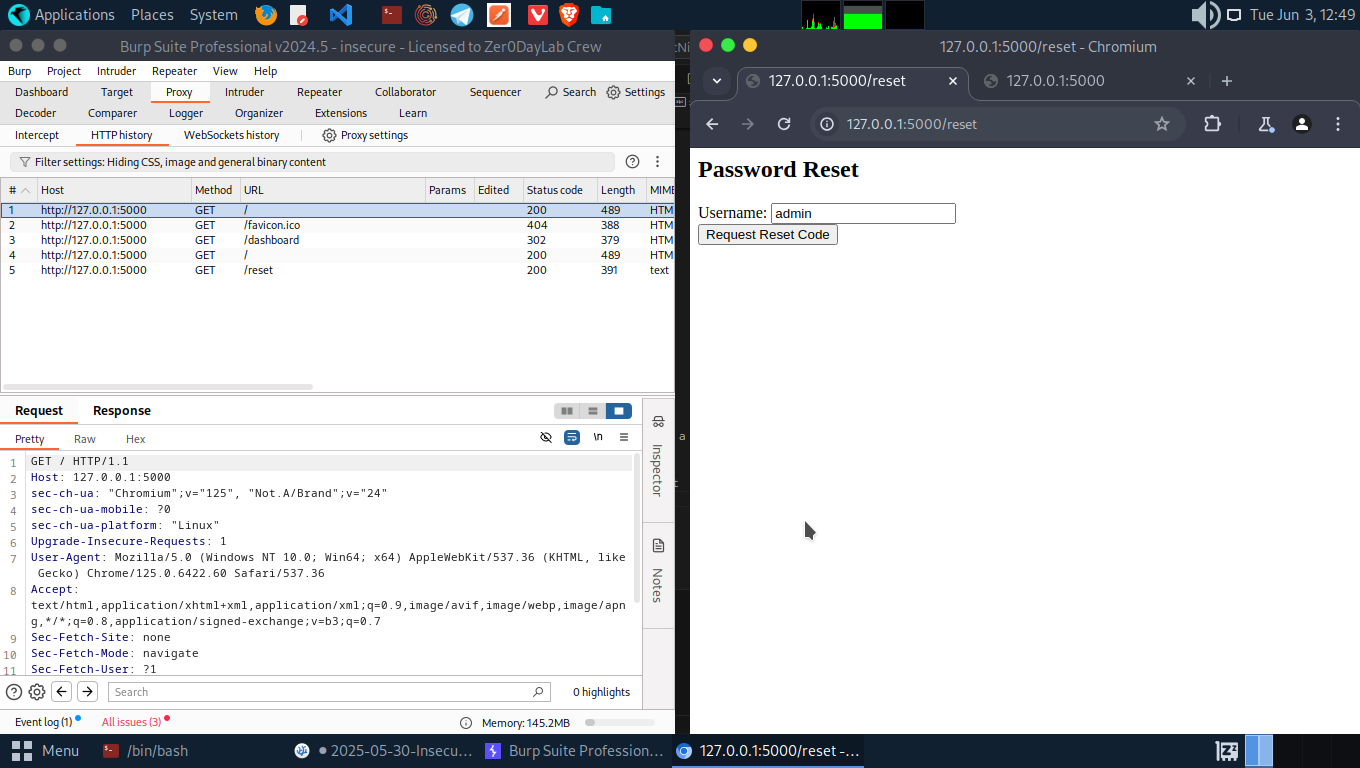 Applications Places System Tue Jun 3, 12:49
Burp Suite Professional v2024.5 - insecure - Licensed to Zer0DayLab Crew
Burp Project Intruder Repeater View Help
Dashboard Target Proxy Intruder Repeater Collaborator Sequencer Search Settings
Decoder Comparer Logger Organizer Extensions Learn
Intercept HTTP history WebSockets history Proxy settings
Filter settings: Hiding CSS, image and general binary content
# Host Method URL Params Edited Status code Length MIME
1 http://127.0.0.1:5000 GET / 200 489 HTM
2 http://127.0.0.1:5000 GET /favicon.ico 404 388 HTM
3 http://127.0.0.1:5000 GET /dashboard 302 379 HTM
4 http://127.0.0.1:5000 GET / 200 489 HTM
5 http://127.0.0.1:5000 GET /reset 200 391 text
Request Response
Pretty Raw Hex \n
1 GET / HTTP/1.1
2 Host: 127.0.0.1:5000
3 sec-ch-ua: "Chromium";v="125", "Not.A/Brand";v="24"
4 sec-ch-ua-mobile: ?0
5 sec-ch-ua-platform: "Linux"
6 Upgrade-Insecure-Requests: 1
7 User-Agent: Mozilla/5.0 (Windows NT 10.0; Win64; x64) AppleWebKit/537.36 (KHTML, like
Gecko) Chrome/125.0.6422.60 Safari/537.36
8 Accept:
text/html,application/xhtml+xml,application/xml;q=0.9,image/avif,image/webp,image/apn
g,*/*;q=0.8,application/signed-exchange;v=b3;q=0.7
9 Sec-Fetch-Site: none
10 Sec-Fetch-Mode: navigate
11 Sec-Fetch-User: ?1
Inspector
Notes
Search 0 highlights
Event log (1) All issues (3) Memory: 145.2MB
127.0.0.1:5000/reset - Chromium
127.0.0.1:5000/reset 127.0.0.1:5000
127.0.0.1:5000/reset
Password Reset
Username: admin
Request Reset Code
Menu /bin/bash 2025-05-30-Insecu... Burp Suite Profession... 127.0.0.1:5000/reset -...